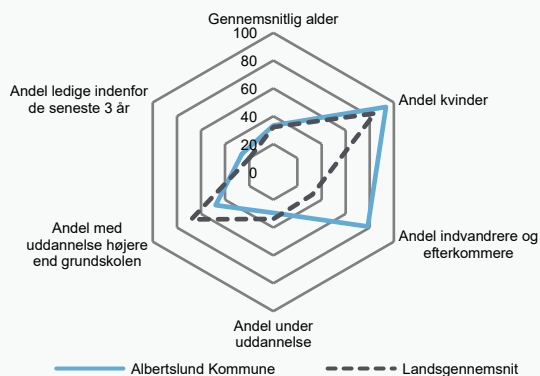 Gennemsnitlig alder
100
80
60
40
20
0
Andel kvinder
Andel indvandrere og
efterkommere
Andel under
uddannelse
Andel med
uddannelse højere
end grundskolen
Andel ledige indenfor
de seneste 3 år
Albertslund Kommune
Landsgennemsnit